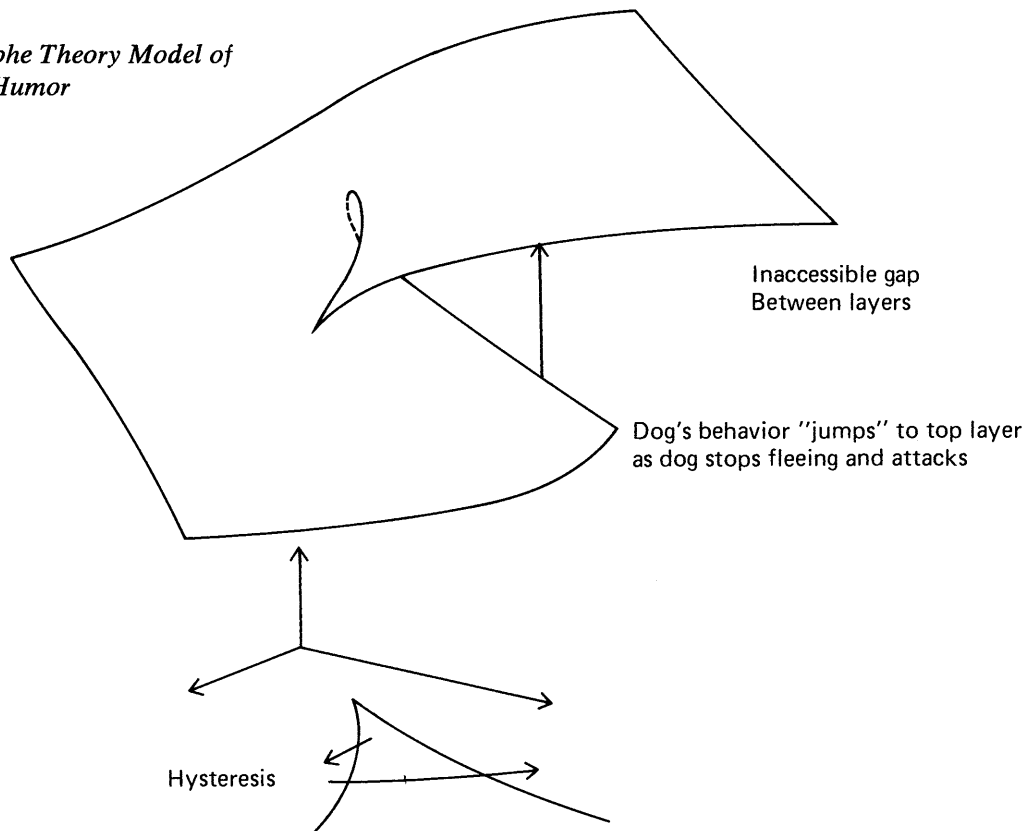 Theory Model of
Humor
Inaccessible gap
Between layers
Dog's behavior "jumps" to top layer
as dog stops fleeing and attacks
Hysteresis